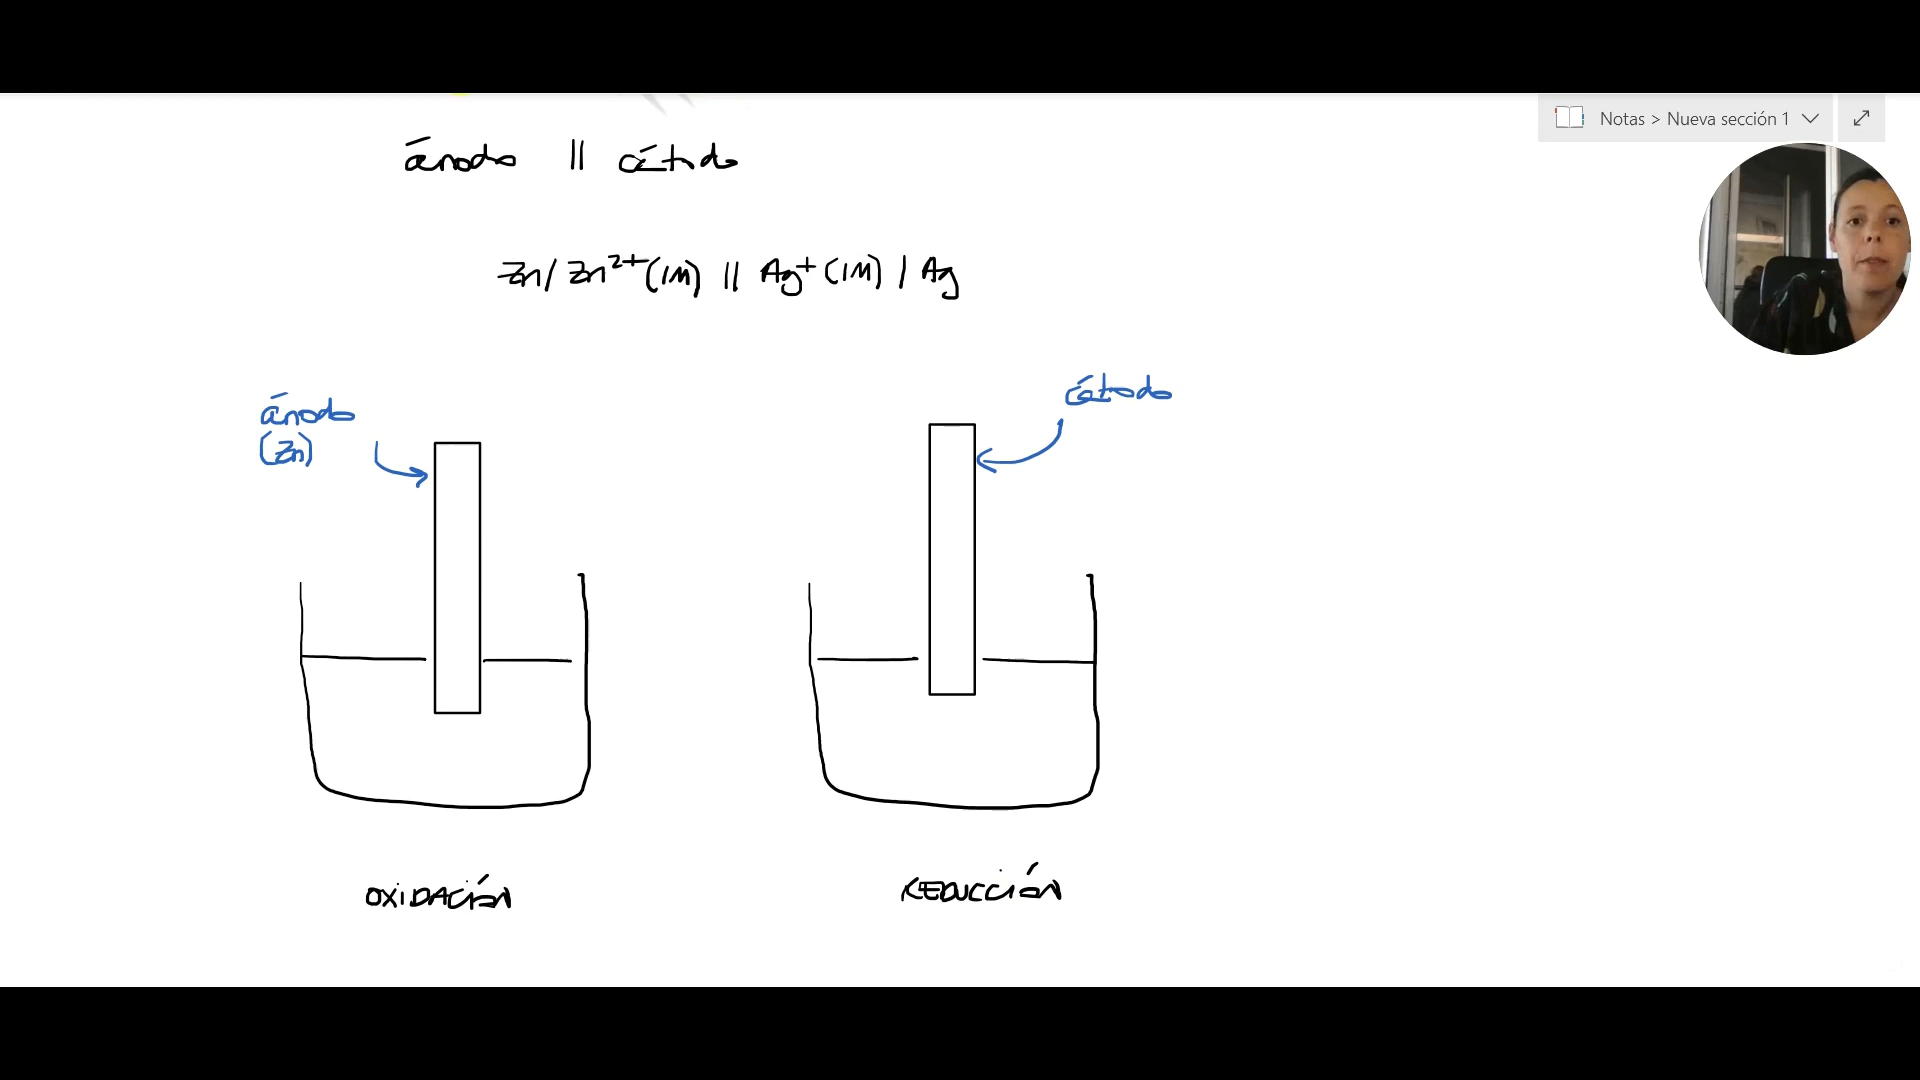 Notas > Nueva sección 1
ánodo || cátodo
Zn/Zn²⁺(1M) || Ag⁺(1M) | Ag
ánodo
(Zn)
cátodo
OXIDACIÓN
REDUCCIÓN